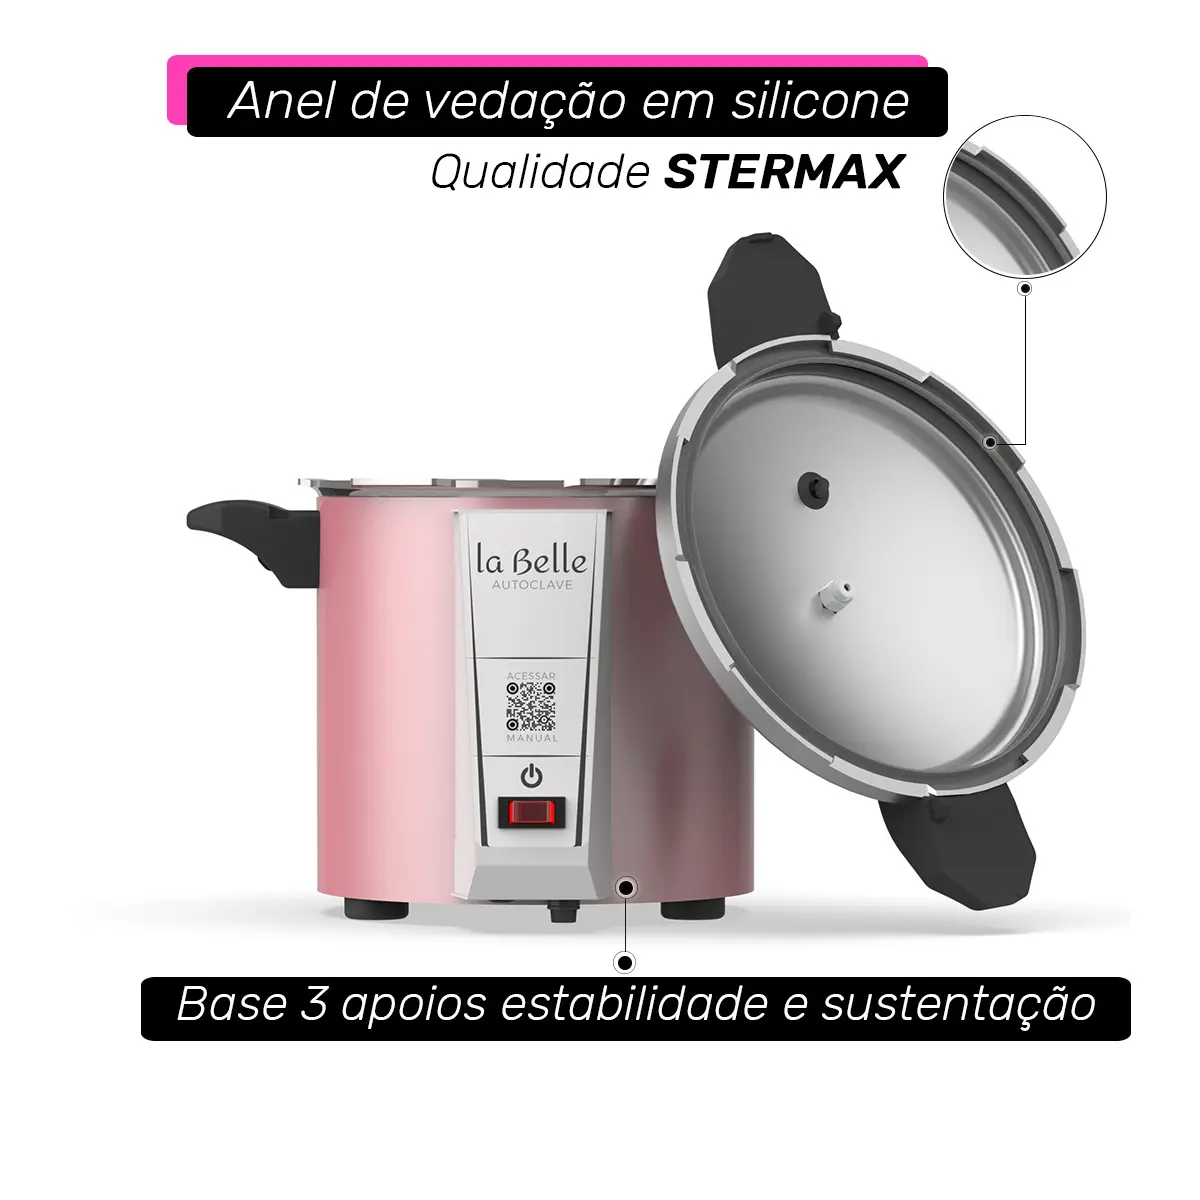 Anel de vedação em silicone
Qualidade STERMAX
la Belle
AUTOCLAVE
ACESSAR
MANUAL
Base 3 apoios estabilidade e sustentação